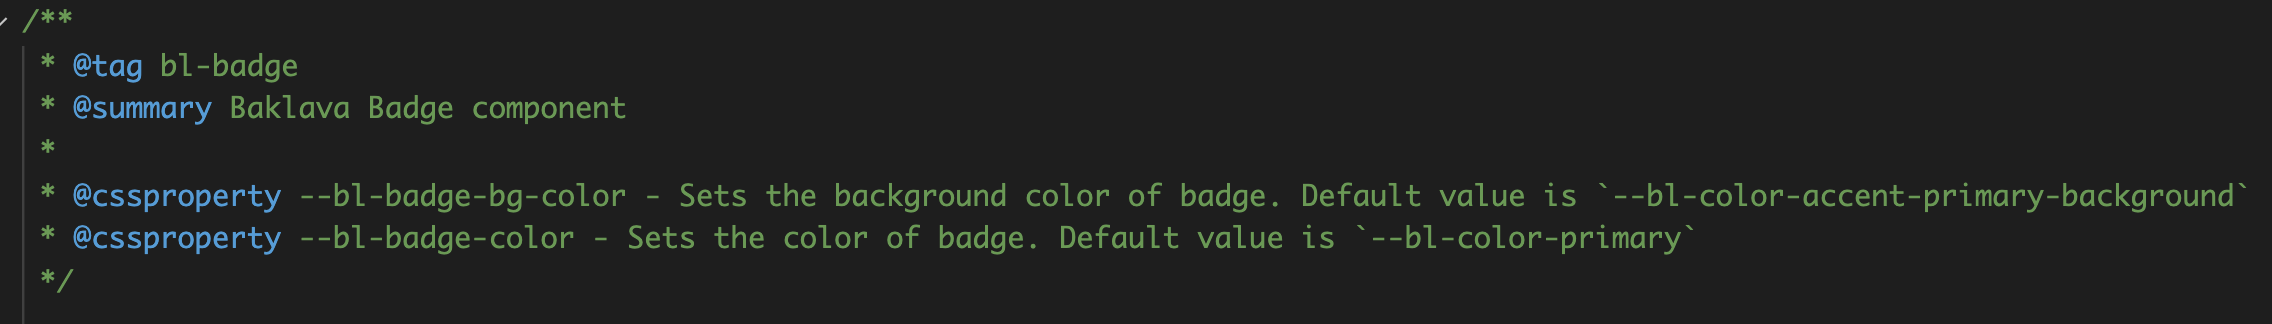 /**
* @tag bl-badge
* @summary Baklava Badge component
*
* @cssproperty --bl-badge-bg-color - Sets the background color of badge. Default value is `--bl-color-accent-primary-background`
* @cssproperty --bl-badge-color - Sets the color of badge. Default value is `--bl-color-primary`
*/